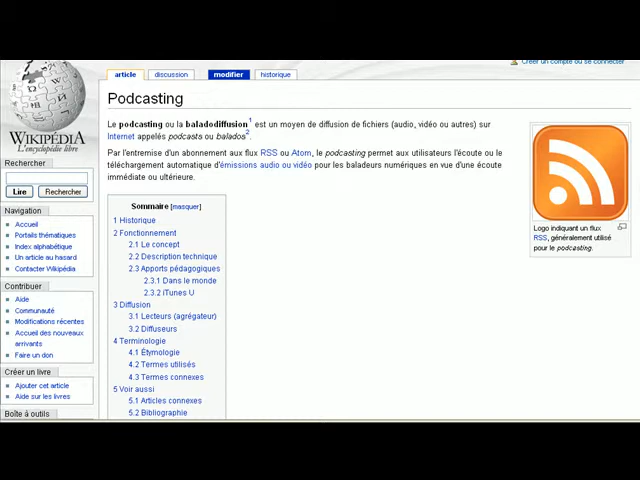 Créer un compte ou se connecter
article
discussion
modifier
historique
Podcasting
Le podcasting ou la baladodiffusion1 est un moyen de diffusion de fichiers (audio, vidéo ou autres) sur
Internet appelés podcasts ou balados2.
Par l'entremise d'un abonnement aux flux RSS ou Atom, le podcasting permet aux utilisateurs l'écoute ou le
téléchargement automatique d'émissions audio ou vidéo pour les baladeurs numériques en vue d'une écoute
immédiate ou ultérieure.
WIKIPÉDIA
L'encyclopédie libre
Rechercher
Lire
Rechercher
Navigation
Accueil
Portails thématiques
Index alphabétique
Un article au hasard
Contacter Wikipédia
Contribuer
Aide
Communauté
Modifications récentes
Accueil des nouveaux
arrivants
Faire un don
Créer un livre
Ajouter cet article
Aide sur les livres
Boîte à outils
Sommaire [masquer]
1 Historique
2 Fonctionnement
2.1 Le concept
2.2 Description technique
2.3 Apports pédagogiques
2.3.1 Dans le monde
2.3.2 iTunes U
3 Diffusion
3.1 Lecteurs (agrégateur)
3.2 Diffuseurs
4 Terminologie
4.1 Étymologie
4.2 Termes utilisés
4.3 Termes connexes
5 Voir aussi
5.1 Articles connexes
5.2 Bibliographie
Logo indiquant un flux
RSS, généralement utilisé
pour le podcasting.